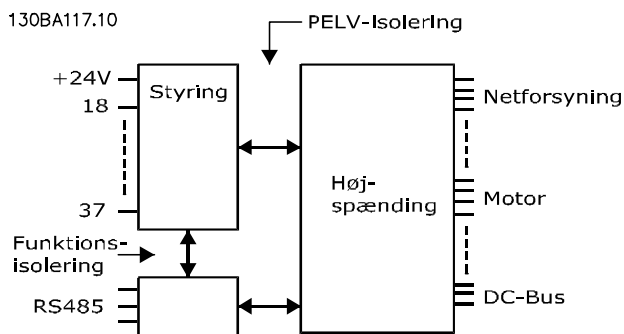 130BA117.10
PELV-isolering
+24V
18
37
Styring
Høj-
spænding
Netforsyning
Motor
DC-Bus
Funktions-
isolering
RS485